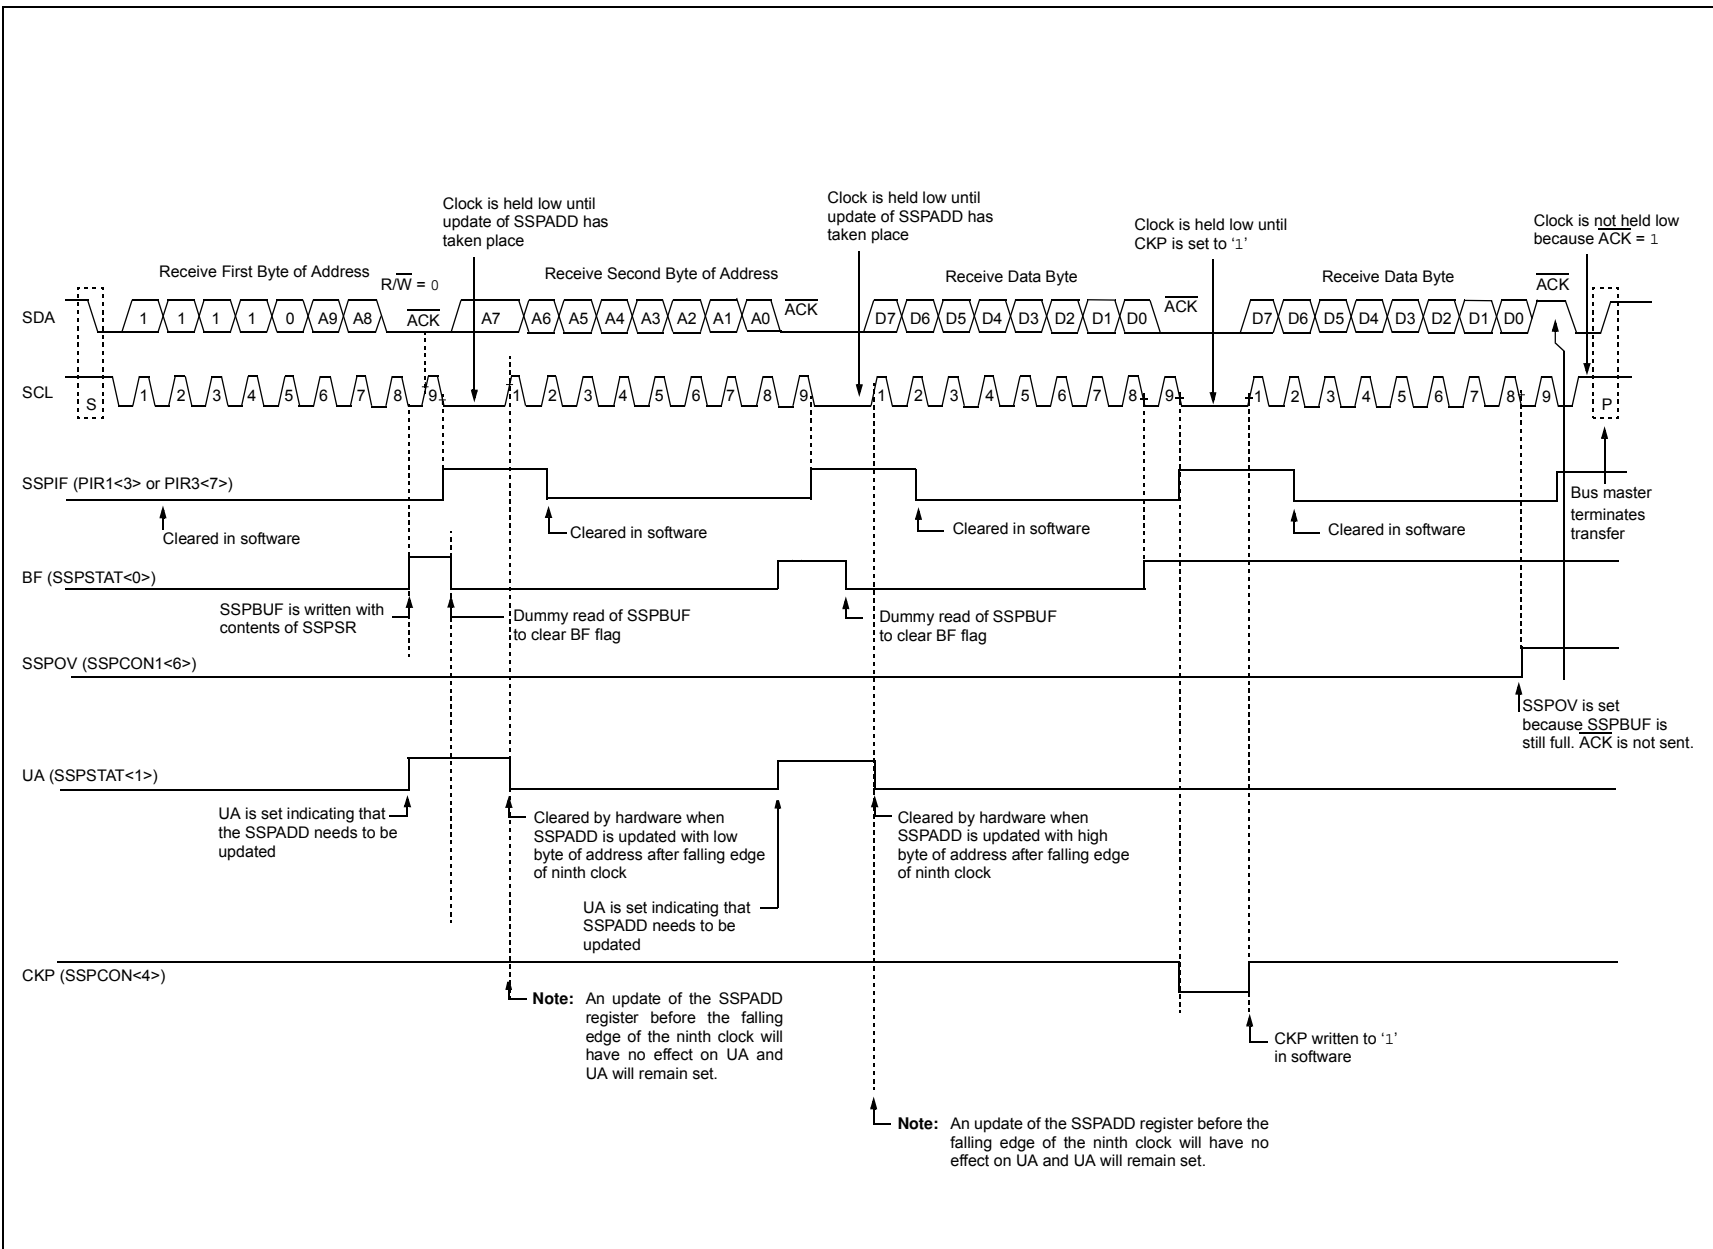 Clock is held low until
update of SSPADD has
taken place
Clock is held low until
update of SSPADD has
taken place
Clock is held low until
CKP is set to ‘1’
Clock is not held low
because ACK = 1
Receive First Byte of Address
R/W = 0
Receive Second Byte of Address
Receive Data Byte
Receive Data Byte
ACK
SDA
1 1 1 1 0 A9 A8 ACK A7 A6 A5 A4 A3 A2 A1 A0 ACK D7 D6 D5 D4 D3 D2 D1 D0 ACK D7 D6 D5 D4 D3 D2 D1 D0
SCL
S 1 2 3 4 5 6 7 8 9 1 2 3 4 5 6 7 8 9 1 2 3 4 5 6 7 8 9 1 2 3 4 5 6 7 8 9 P
SSPIF (PIR1<3> or PIR3<7>)
Cleared in software
Cleared in software
Cleared in software
Cleared in software
Bus master
terminates
transfer
BF (SSPSTAT<0>)
SSPBUF is written with
contents of SSPSR
Dummy read of SSPBUF
to clear BF flag
Dummy read of SSPBUF
to clear BF flag
SSPOV (SSPCON1<6>)
SSPOV is set
because SSPBUF is
still full. ACK is not sent.
UA (SSPSTAT<1>)
UA is set indicating that
the SSPADD needs to be
updated
Cleared by hardware when
SSPADD is updated with low
byte of address after falling edge
of ninth clock
Cleared by hardware when
SSPADD is updated with high
byte of address after falling edge
of ninth clock
UA is set indicating that
SSPADD needs to be
updated
CKP (SSPCON<4>)
Note: An update of the SSPADD
register before the falling
edge of the ninth clock will
have no effect on UA and
UA will remain set.
CKP written to ‘1’
in software
Note: An update of the SSPADD register before the
falling edge of the ninth clock will have no
effect on UA and UA will remain set.